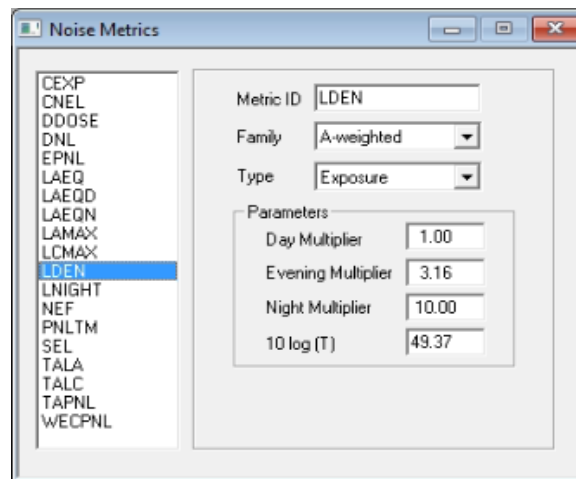 Noise Metrics
CEXP
CNEL
DDOSE
DNL
EPNL
LAEQ
LAEQD
LAEQN
LAMAX
LCMAX
LDEN
LNIGHT
NEF
PNLTM
SEL
TALA
TALC
TAPNL
WECPNL
Metric ID LDEN
Family A-weighted
Type Exposure
Parameters
Day Multiplier 1.00
Evening Multiplier 3.16
Night Multiplier 10.00
10 log (T) 49.37